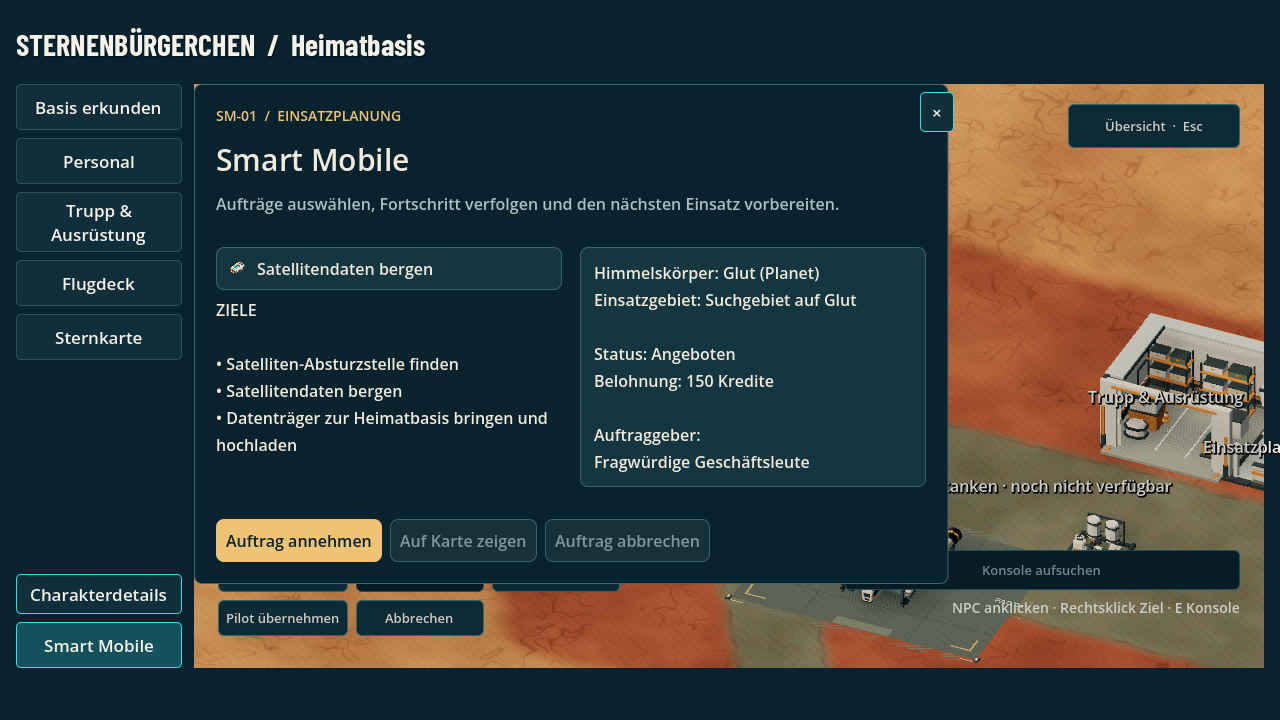 STERNENBÜRGERCHEN / Heimatbasis
Basis erkunden
Personal
Trupp &
Ausrüstung
Flugdeck
Sternkarte
Charakterdetails
Smart Mobile
SM-01 / EINSATZPLANUNG
×
Smart Mobile
Aufträge auswählen, Fortschritt verfolgen und den nächsten Einsatz vorbereiten.
Satellitendaten bergen
ZIELE
• Satelliten-Absturzstelle finden
• Satellitendaten bergen
• Datenträger zur Heimatbasis bringen und
hochladen
Himmelskörper: Glut (Planet)
Einsatzgebiet: Suchgebiet auf Glut
Status: Angeboten
Belohnung: 150 Kredite
Auftraggeber:
Fragwürdige Geschäftsleute
Auftrag annehmen
Auf Karte zeigen
Auftrag abbrechen
Übersicht · Esc
Trupp & Ausrüstung
Einsatzpla
anken · noch nicht verfügbar
Konsole aufsuchen
NPC anklicken · Rechtsklick Ziel · E Konsole
Pilot übernehmen
Abbrechen